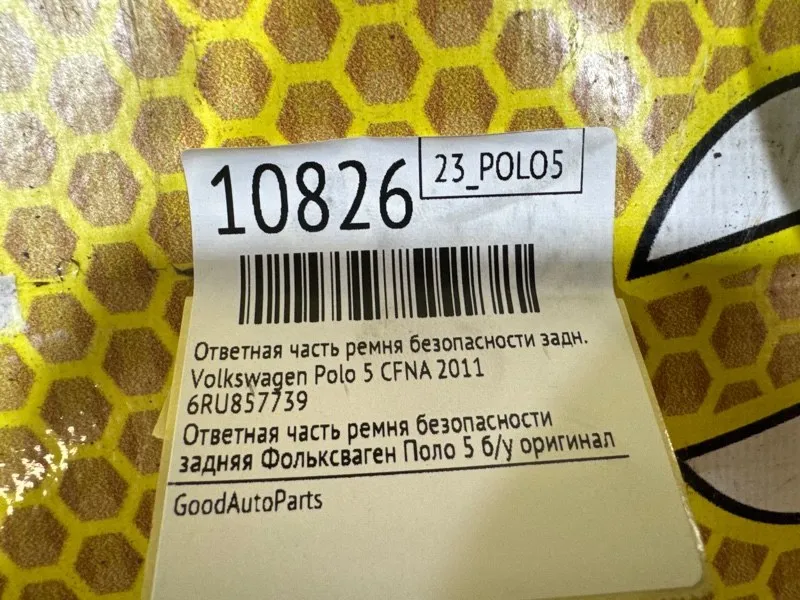 10826
23_POLO5
Ответная часть ремня безопасности задн.
Volkswagen Polo 5 CFNA 2011
6RU857739
Ответная часть ремня безопасности
задняя Фольксваген Поло 5 б/у оригинал
GoodAutoParts